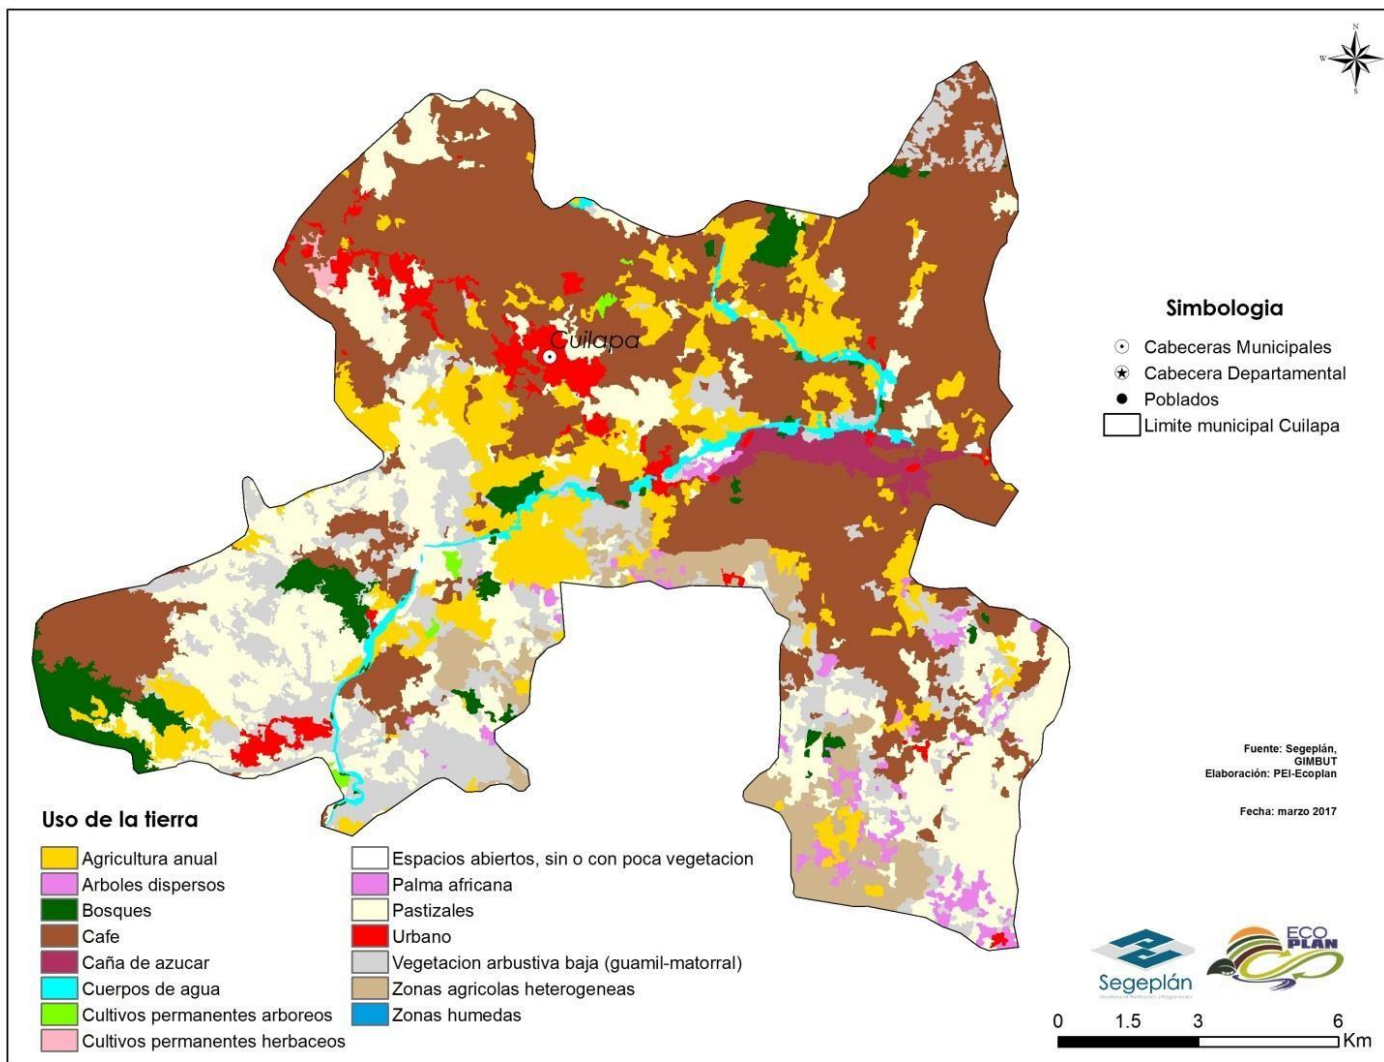 N
W
S
Cuilapa
Simbologia
Cabeceras Municipales
Cabecera Departamental
Poblados
Limite municipal Cuilapa
Fuente: Segeplán,
GIMBUT
Elaboración: PEI-Ecoplan
Fecha: marzo 2017
Uso de la tierra
Agricultura anual
Arboles dispersos
Bosques
Cafe
Caña de azucar
Cuerpos de agua
Cultivos permanentes arboreos
Cultivos permanentes herbaceos
Espacios abiertos, sin o con poca vegetacion
Palma africana
Pastizales
Urbano
Vegetacion arbustiva baja (guamil-matorral)
Zonas agricolas heterogeneas
Zonas humedas
Segeplán
ECO
PLAN
0 1.5 3 6
Km